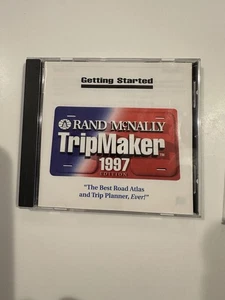 Getting Started
RAND McNALLY
TripMaker
1997
EDITION
"The Best Road Atlas
and Trip Planner, Ever!"